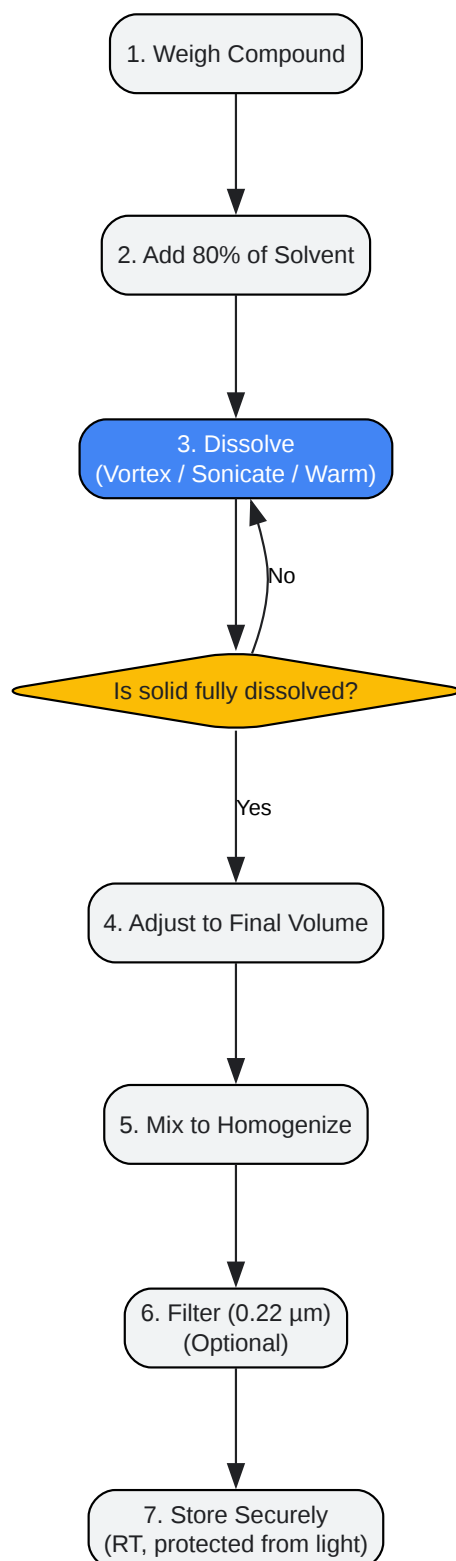 1. Weigh Compound
2. Add 80% of Solvent
3. Dissolve
(Vortex / Sonicate / Warm)
No
Is solid fully dissolved?
Yes
4. Adjust to Final Volume
5. Mix to Homogenize
6. Filter (0.22 µm)
(Optional)
7. Store Securely
(RT, protected from light)